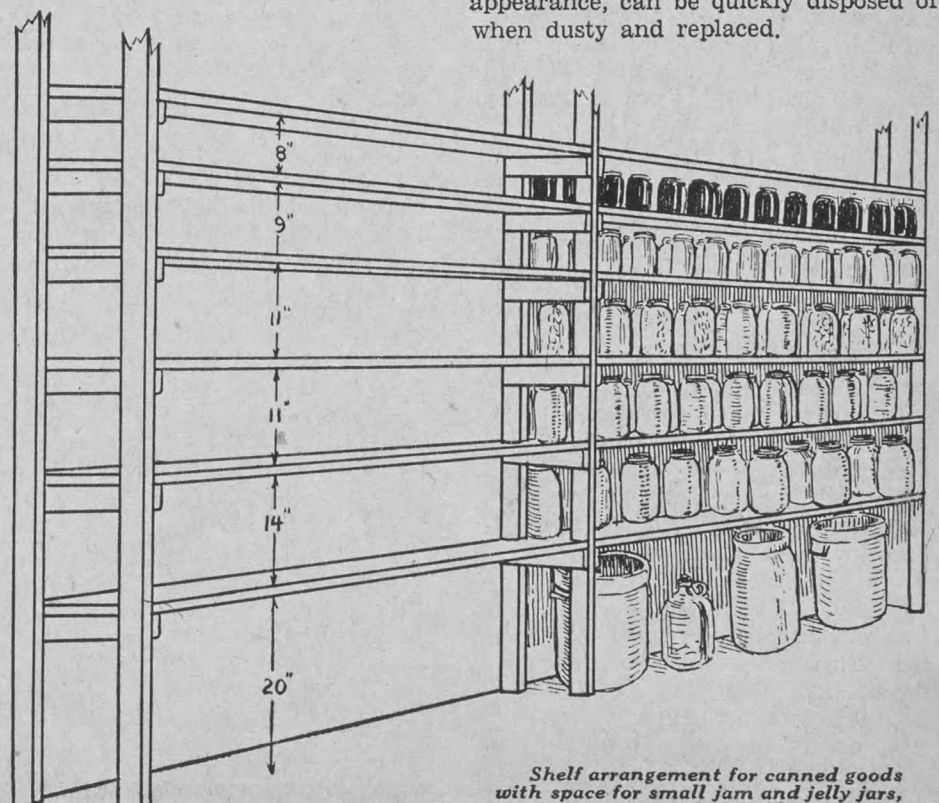 appearance, can be quickly disposed of
when dusty and replaced.
8"
9"
11"
11"
14"
20"
Shelf arrangement for canned goods
with space for small jam and jelly jars,